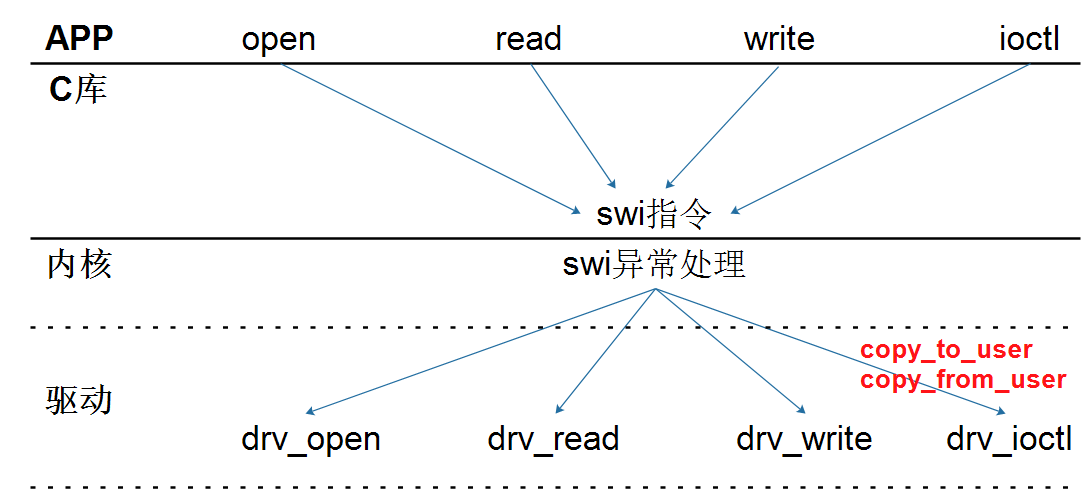 APP open read write ioctl
C库
swi指令
内核 swi异常处理
copy_to_user
copy_from_user
驱动
drv_open drv_read drv_write drv_ioctl